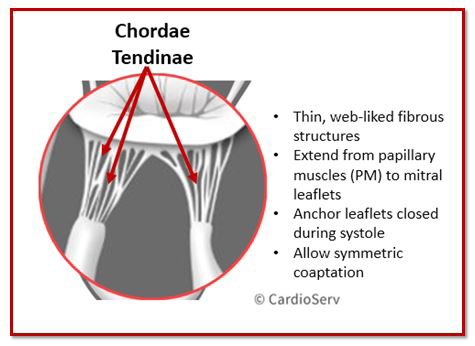 Chordae
Tendinae
• Thin, web-liked fibrous
structures
• Extend from papillary
muscles (PM) to mitral
leaflets
• Anchor leaflets closed
during systole
• Allow symmetric
coaptation
© CardioServ